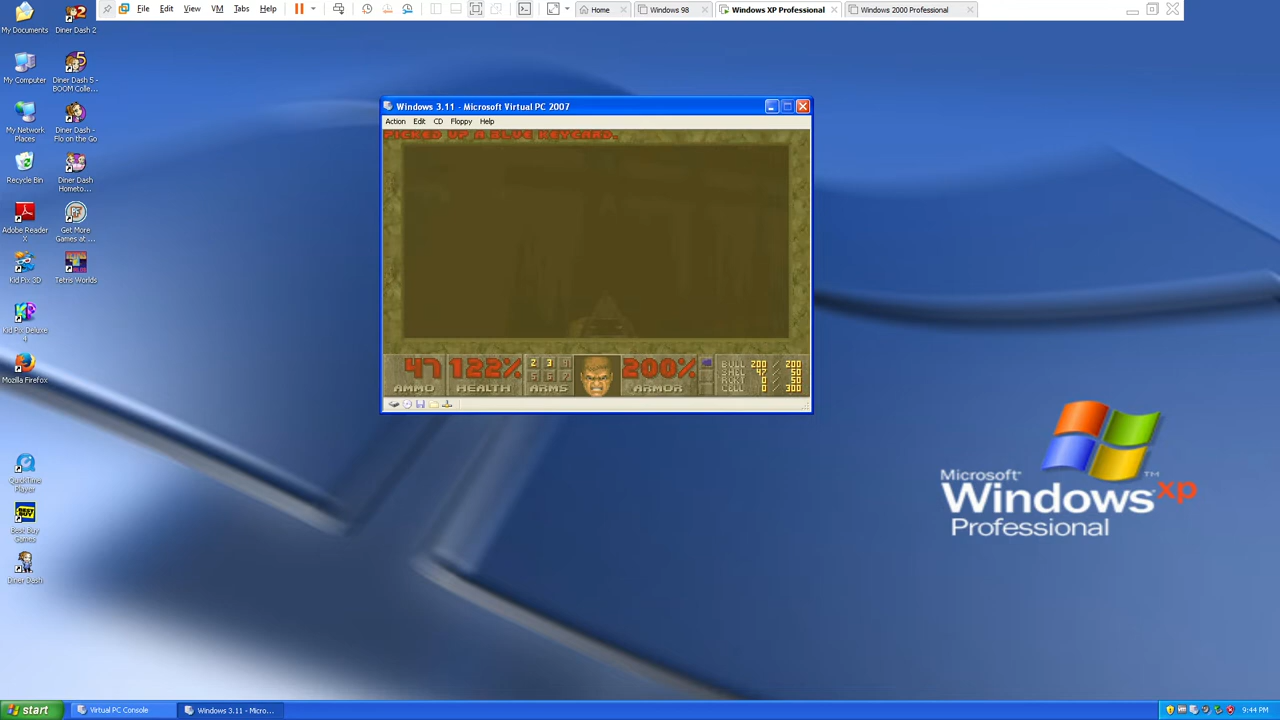 File Edit View VM Tabs Help
Home Windows 98 Windows XP Professional Windows 2000 Professional
My Documents
Diner Dash 2
My Computer
Diner Dash 5 - BOOM Colle...
My Network Places
Diner Dash - Flo on the Go
Recycle Bin
Diner Dash Hometo...
Adobe Reader X
Get More Games at ...
Kid Pix 3D
Tetris Worlds
Kid Pix Deluxe 4
Mozilla Firefox
QuickTime Player
BEST BUY
Best Buy Games
Diner Dash
Windows 3.11 - Microsoft Virtual PC 2007
Action Edit CD Floppy Help
PICKED UP A BLUE KEYCARD.
47 122% 2 3 4 200%
5 6 7
AMMO HEALTH ARMS ARMOR
BULL 200 / 200
SHEL 47 / 50
RCKT 0 / 50
CELL 0 / 300
Microsoft
Windows xp
TM
Professional
start Virtual PC Console Windows 3.11 - Micro... 9:44 PM